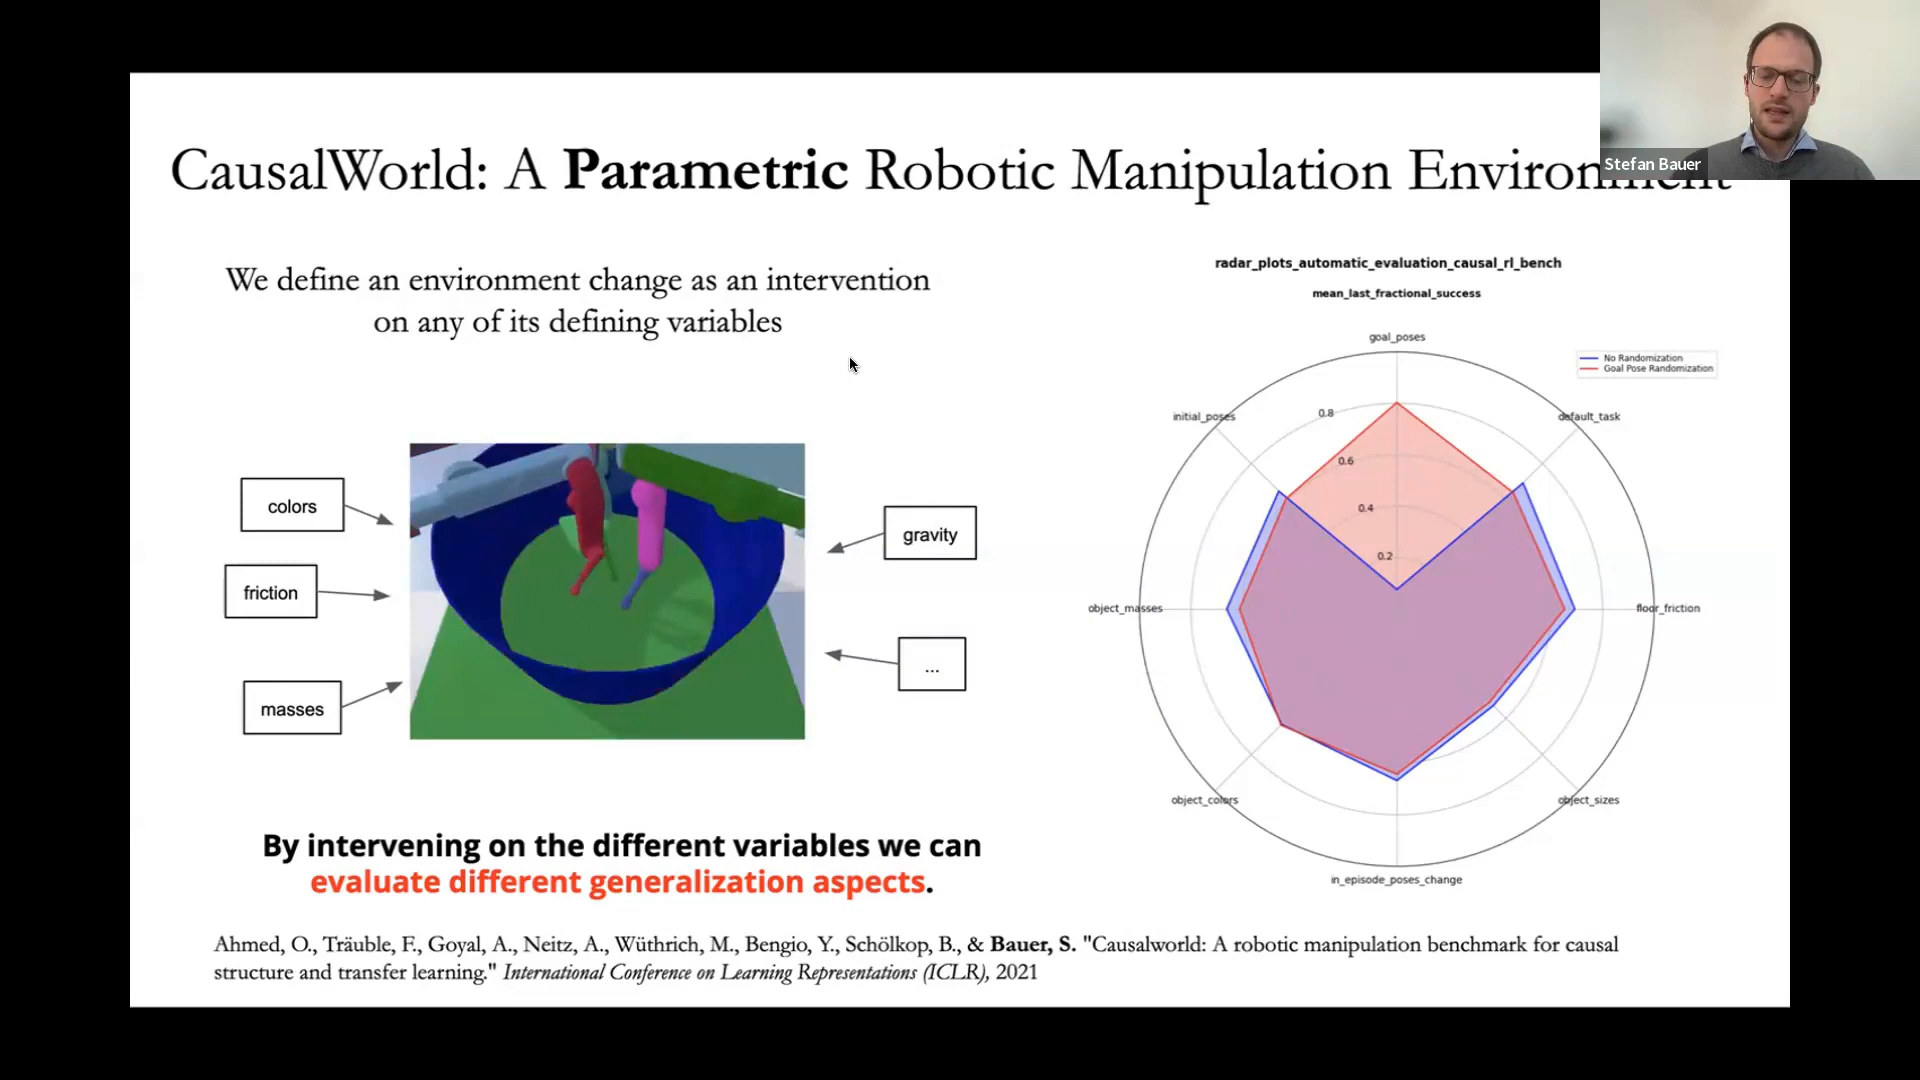 CausalWorld: A Parametric Robotic Manipulation Environment
Stefan Bauer
We define an environment change as an intervention
on any of its defining variables
colors
friction
masses
gravity
...
By intervening on the different variables we can
evaluate different generalization aspects.
radar_plots_automatic_evaluation_causal_rl_bench
mean_last_fractional_success
goal_poses
No Randomization
Goal Pose Randomization
initial_poses
0.8
default_task
0.6
0.4
0.2
object_masses
floor_friction
object_colors
object_sizes
in_episode_poses_change
Ahmed, O., Träuble, F., Goyal, A., Neitz, A., Wüthrich, M., Bengio, Y., Schölkop, B., & Bauer, S. "Causalworld: A robotic manipulation benchmark for causal
structure and transfer learning." International Conference on Learning Representations (ICLR), 2021